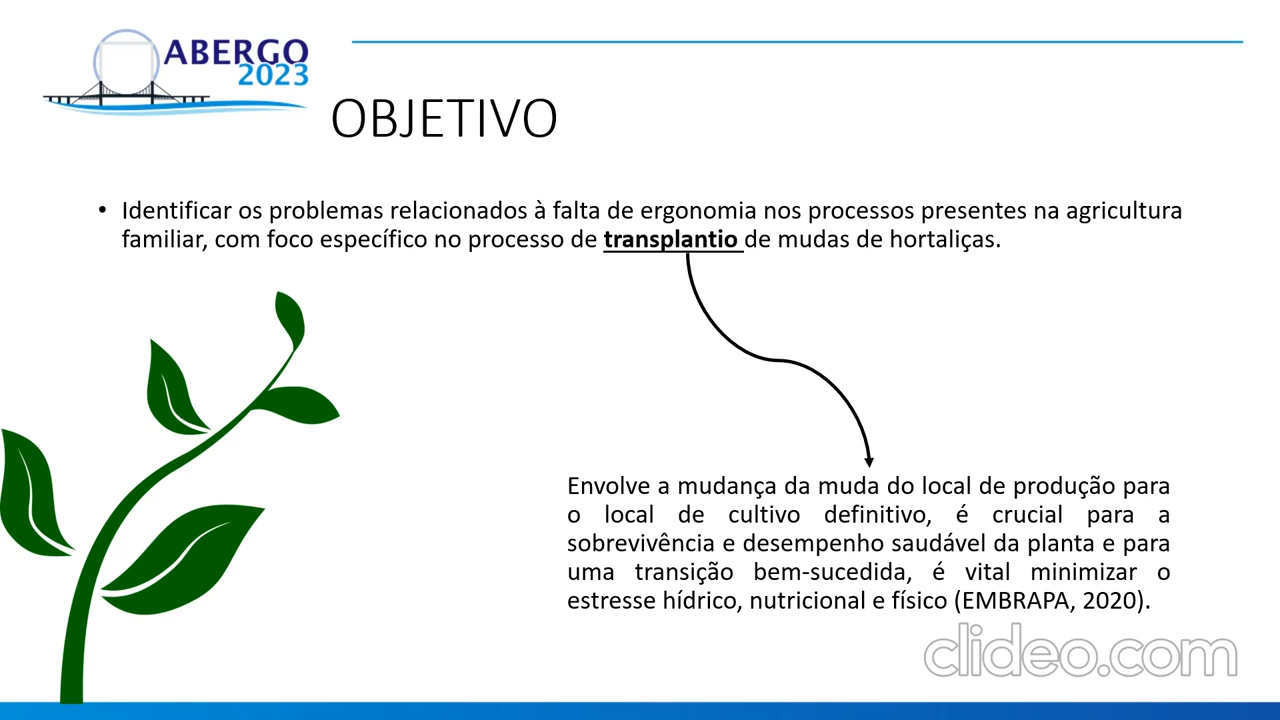 ABERGO
2023
OBJETIVO
• Identificar os problemas relacionados à falta de ergonomia nos processos presentes na agricultura
familiar, com foco específico no processo de transplantio de mudas de hortaliças.
Envolve a mudança da muda do local de produção para
o local de cultivo definitivo, é crucial para a
sobrevivência e desempenho saudável da planta e para
uma transição bem-sucedida, é vital minimizar o
estresse hídrico, nutricional e físico (EMBRAPA, 2020).
clideo.com